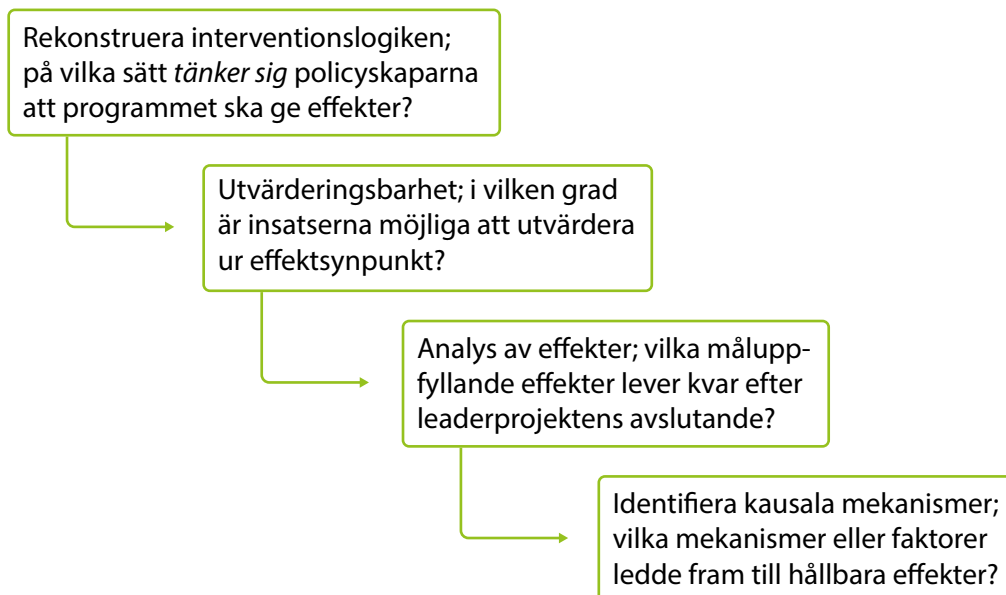 Rekonstruera interventionslogiken;
på vilka sätt tänker sig policyskaparna
att programmet ska ge effekter?
Utvärderingsbarhet; i vilken grad
är insatserna möjliga att utvärdera
ur effektsynpunkt?
Analys av effekter; vilka måluppfyllande
fyllande effekter lever kvar efter
leaderprojektens avslutande?
Identifiera kausala mekanismer;
vilka mekanismer eller faktorer
ledde fram till hållbara effekter?